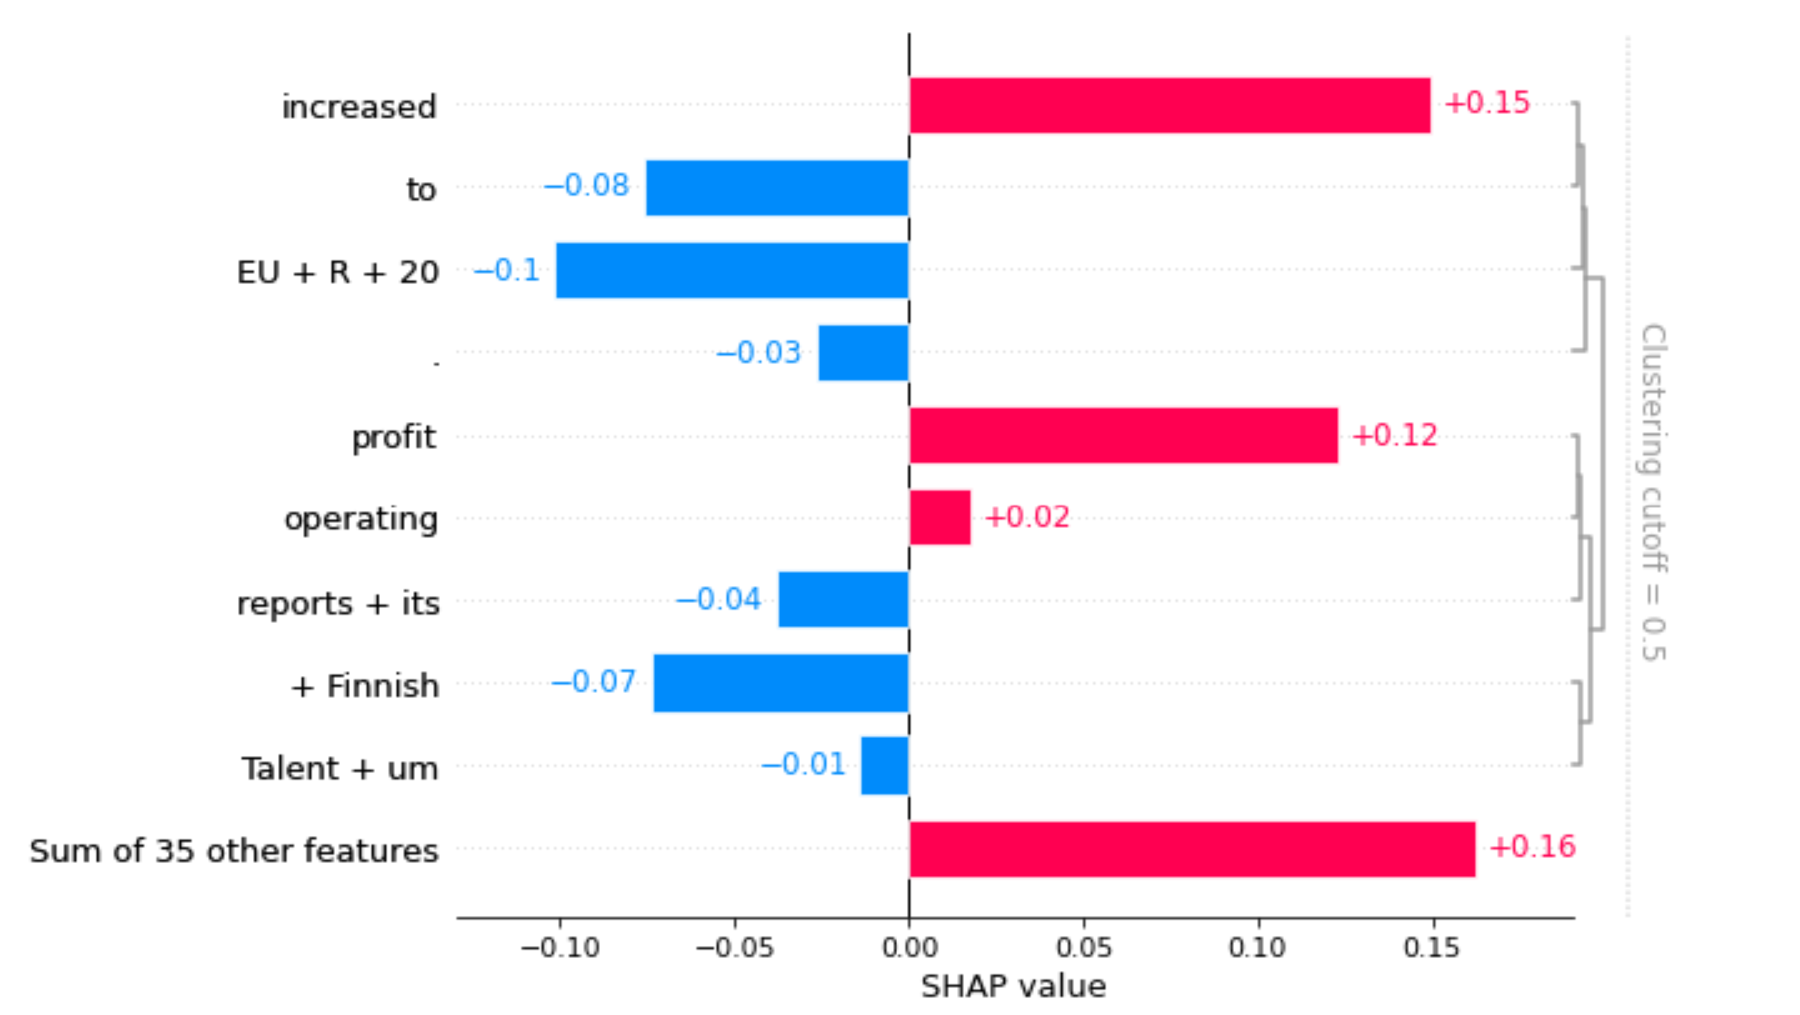 increased +0.15
to −0.08
EU + R + 20 −0.1
. −0.03
profit +0.12
operating +0.02
reports + its −0.04
+ Finnish −0.07
Talent + um −0.01
Sum of 35 other features +0.16
−0.10 −0.05 0.00 0.05 0.10 0.15
SHAP value
Clustering cutoff = 0.5